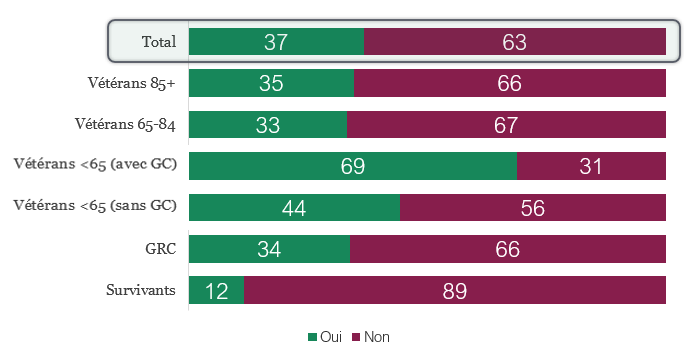 Total 37 63
Vétérans 85+ 35 66
Vétérans 65-84 33 67
Vétérans <65 (avec GC) 69 31
Vétérans <65 (sans GC) 44 56
GRC 34 66
Survivants 12 89
Oui Non